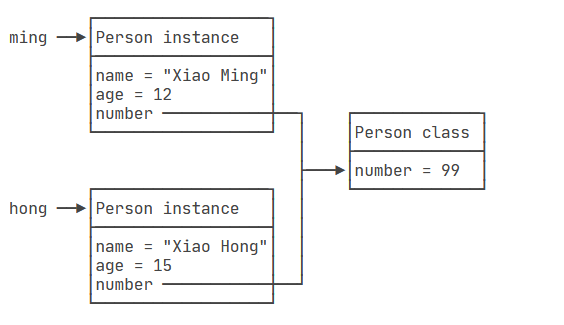 ming
Person instance
name = "Xiao Ming"
age = 12
number
Person class
number = 99
hong
Person instance
name = "Xiao Hong"
age = 15
number